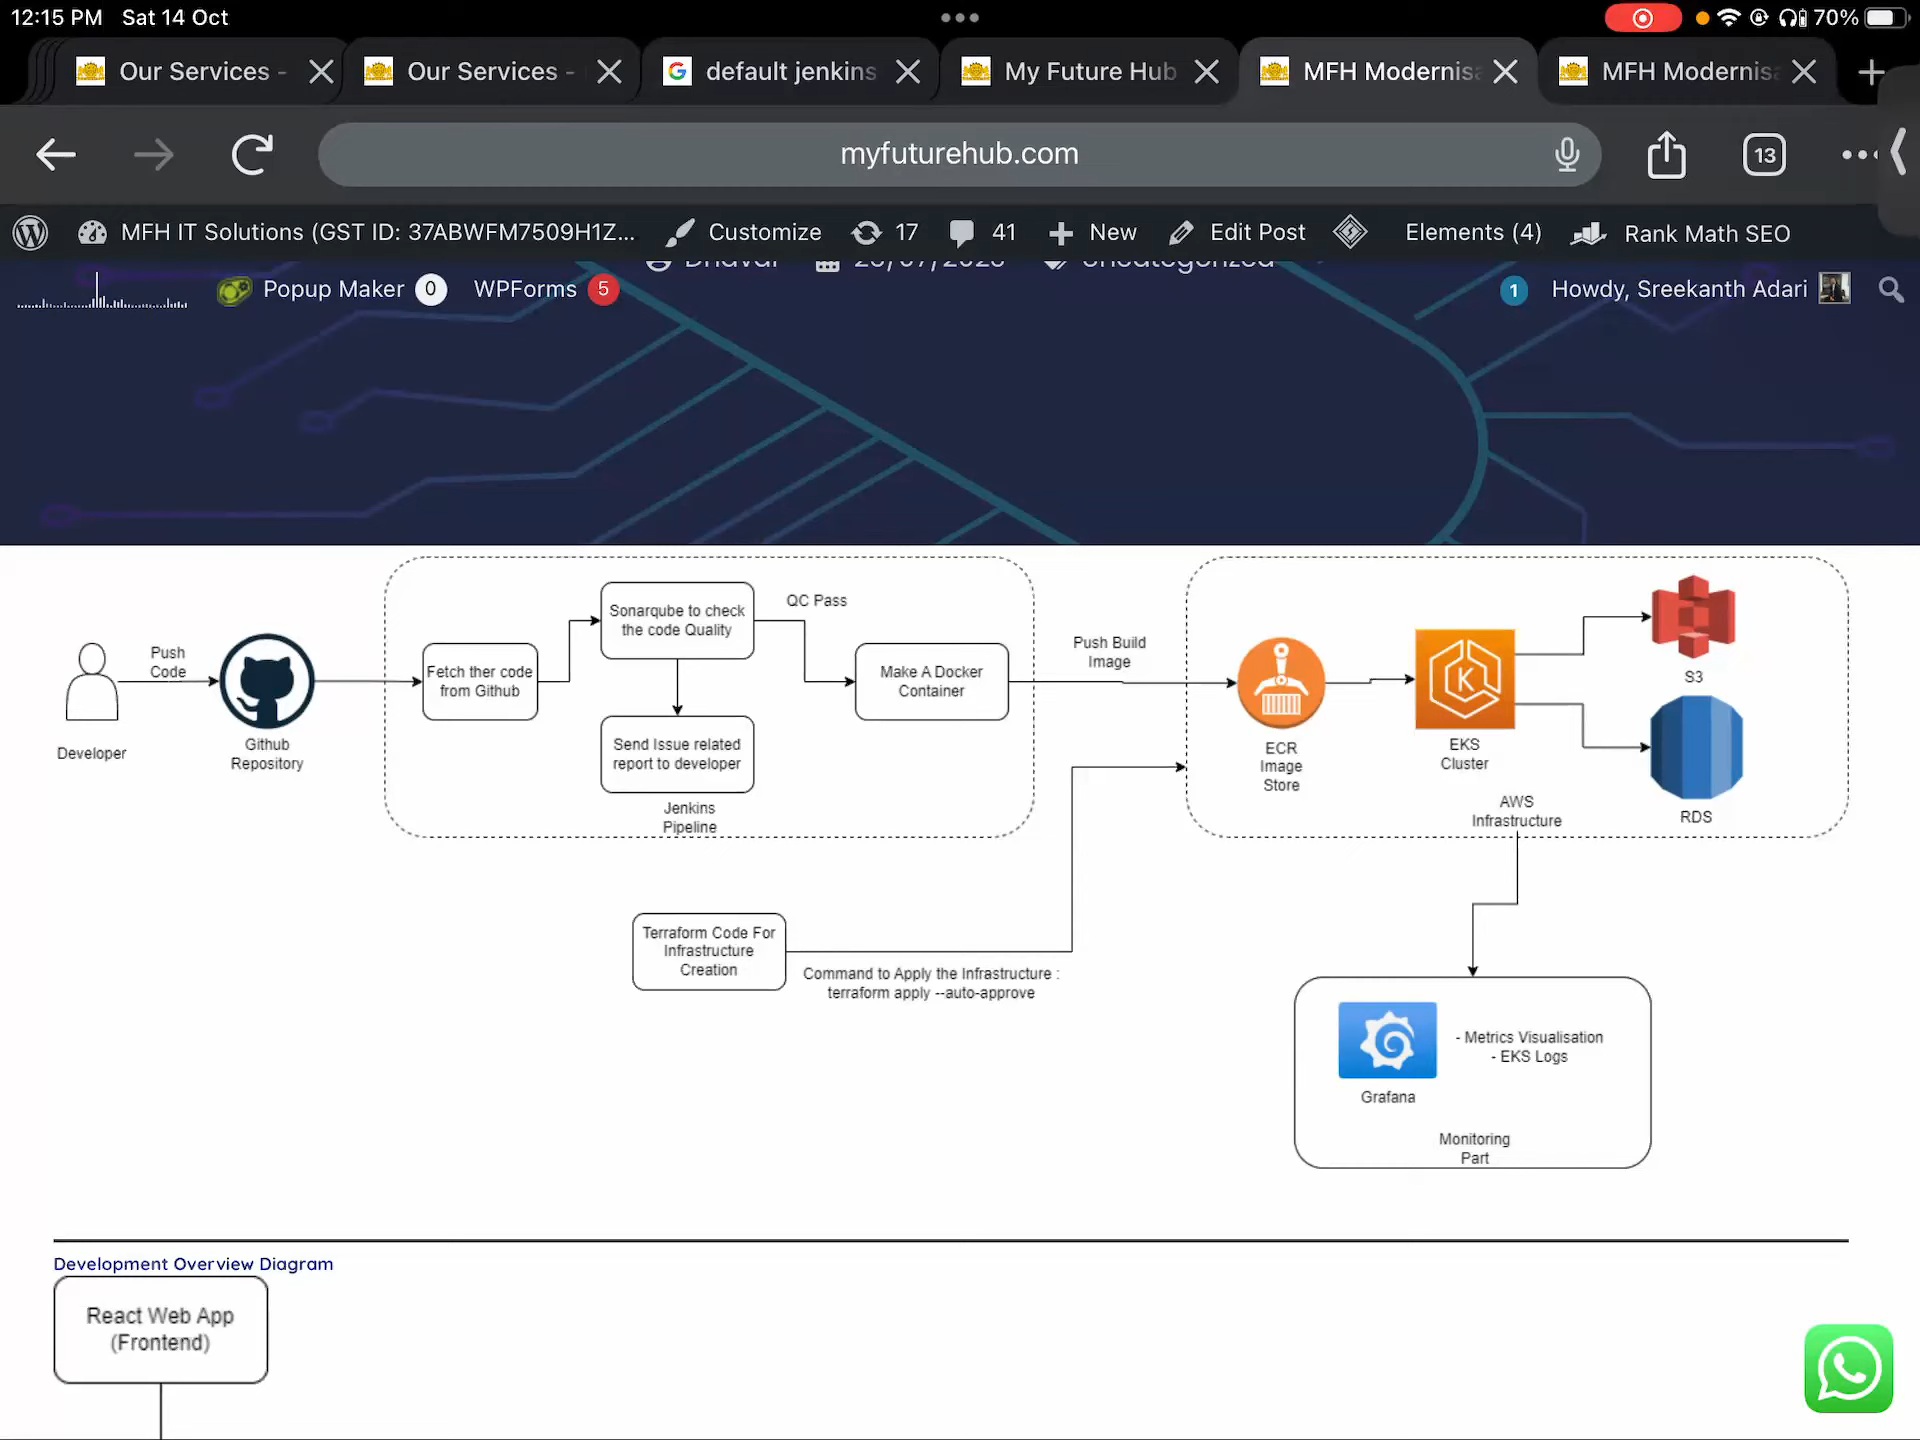 12:15 PM Sat 14 Oct
70%
Our Services -
Our Services -
default jenkins
My Future Hub
MFH Modernisa
MFH Modernisa
myfuturehub.com
13
MFH IT Solutions (GST ID: 37ABWFM7509H1Z...
Customize
17
41
New
Edit Post
Elements (4)
Rank Math SEO
Popup Maker 0
WPForms 5
1
Howdy, Sreekanth Adari
Developer
Push
Code
Github
Repository
Fetch ther code
from Github
Sonarqube to check
the code Quality
QC Pass
Send Issue related
report to developer
Jenkins
Pipeline
Make A Docker
Container
Push Build
Image
ECR
Image
Store
K
EKS
Cluster
S3
RDS
AWS
Infrastructure
Terraform Code For
Infrastructure
Creation
Command to Apply the Infrastructure :
terraform apply --auto-approve
Grafana
- Metrics Visualisation
- EKS Logs
Monitoring
Part
Development Overview Diagram
React Web App
(Frontend)